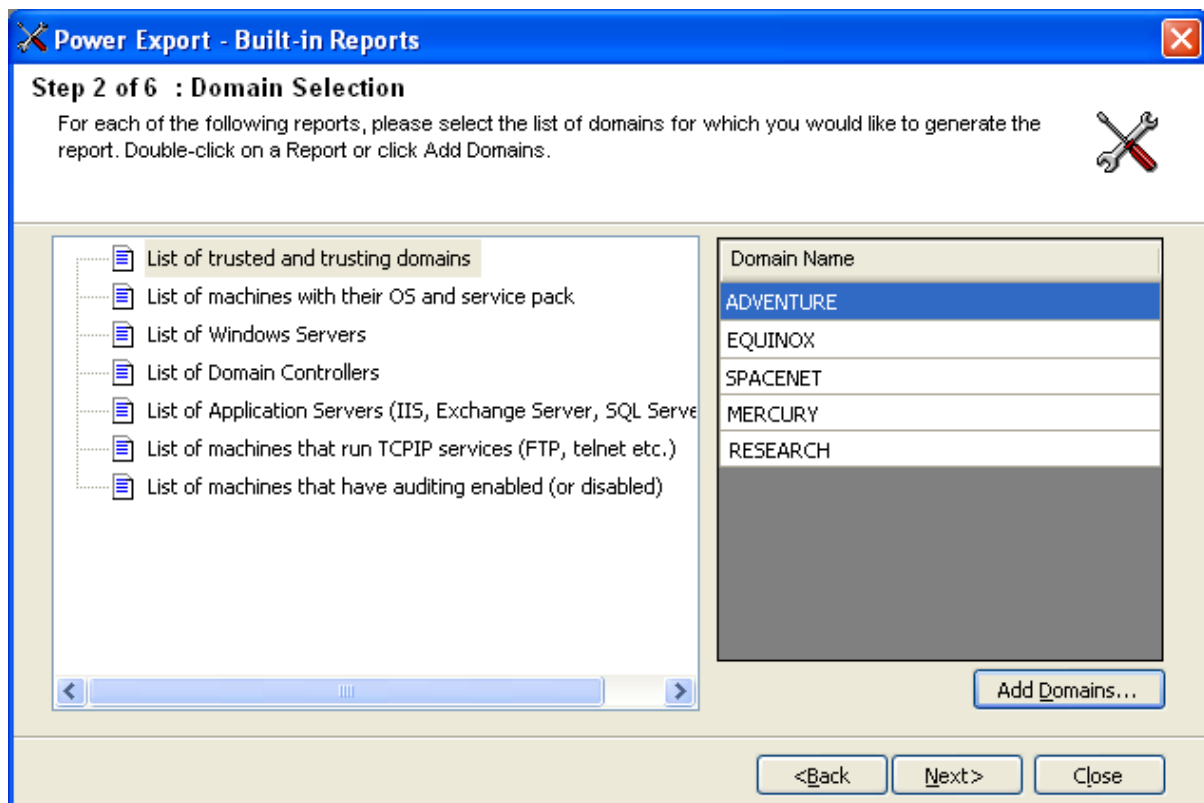 Power Export - Built-in Reports
Step 2 of 6 : Domain Selection
For each of the following reports, please select the list of domains for which you would like to generate the
report. Double-click on a Report or click Add Domains.
List of trusted and trusting domains
List of machines with their OS and service pack
List of Windows Servers
List of Domain Controllers
List of Application Servers (IIS, Exchange Server, SQL Serve
List of machines that run TCPIP services (FTP, telnet etc.)
List of machines that have auditing enabled (or disabled)
Domain Name
ADVENTURE
EQUINOX
SPACENET
MERCURY
RESEARCH
Add Domains...
<Back
Next>
Close